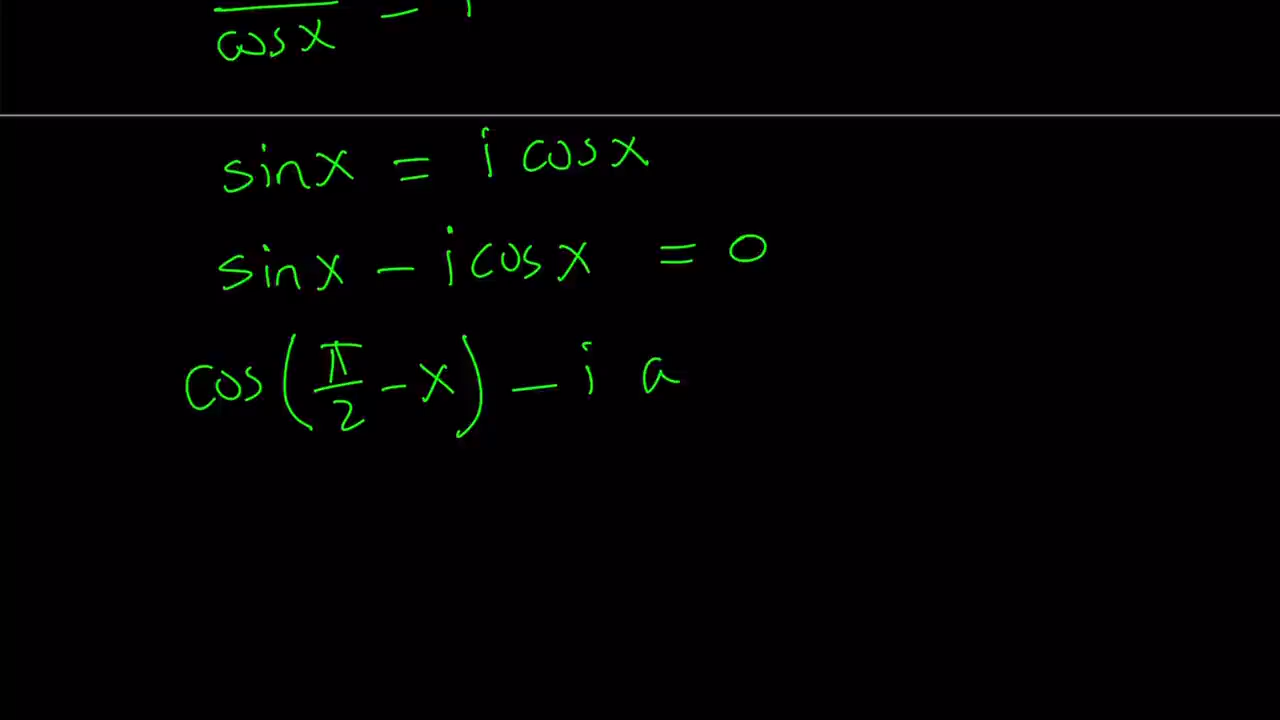 cos x =
sin x = i cos x
sin x - i cos x = 0
cos(π/2 - x) - i